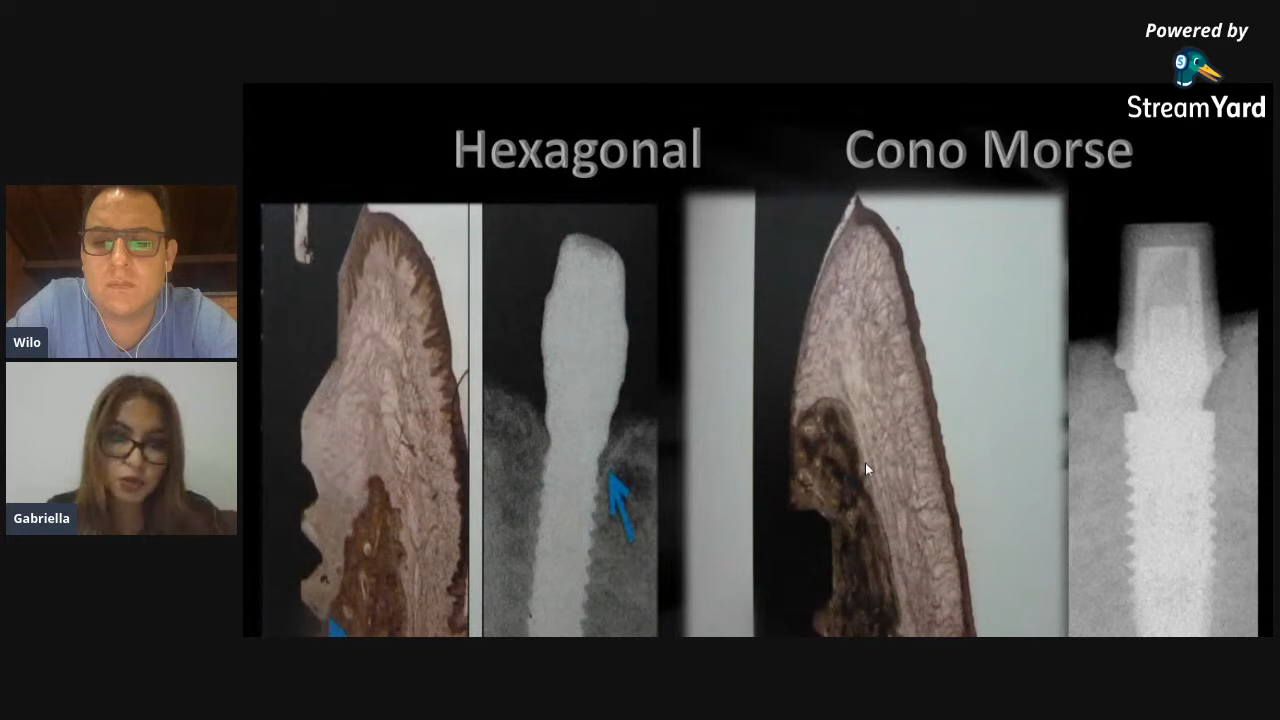 Powered by
StreamYard
Hexagonal
Cono Morse
Wilo
Gabriella